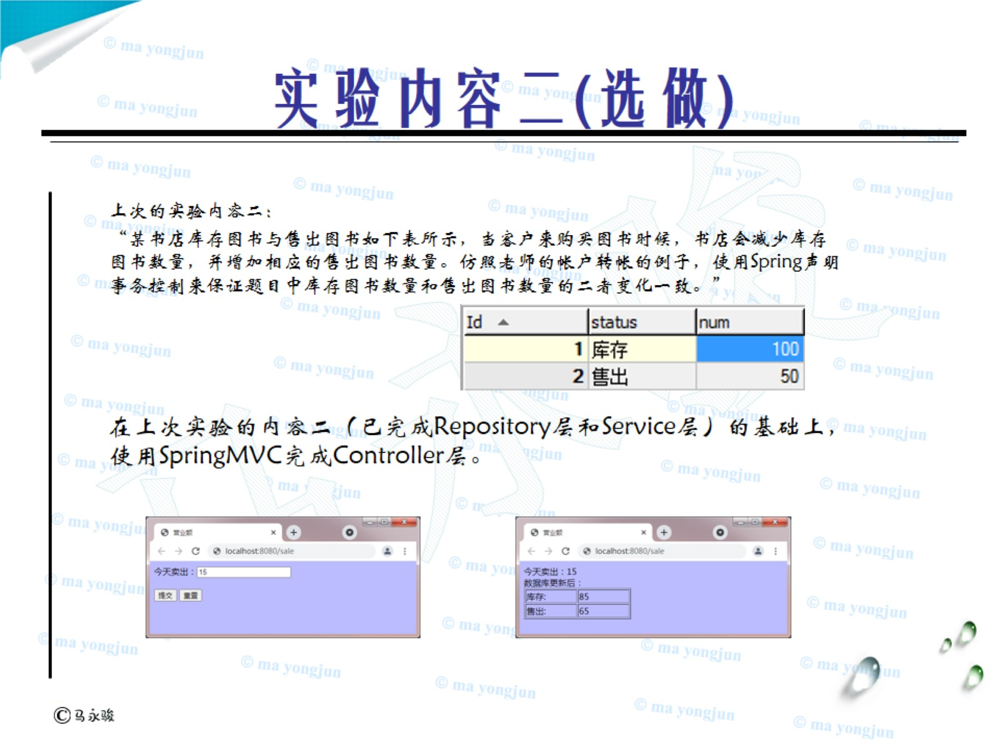 实验内容二(选做)
上次的实验内容二：
“某书店库存图书与售出图书如下表所示，当客户来购买图书时候，书店会减少库存
图书数量，并增加相应的售出图书数量。仿照老师的帐户转帐的例子，使用Spring声明
事务控制来保证题目中库存图书数量和售出图书数量的二者变化一致。”
Id status num
1 库存 100
2 售出 50
在上次实验的内容二（已完成Repository层和Service层）的基础上，
使用SpringMVC完成Controller层。
营业额
localhost:8080/sale
今天卖出：15
提交 重置
营业额
localhost:8080/sale
今天卖出：15
数据库更新后：
库存: 85
售出: 65
©马永骏
© ma yongjun